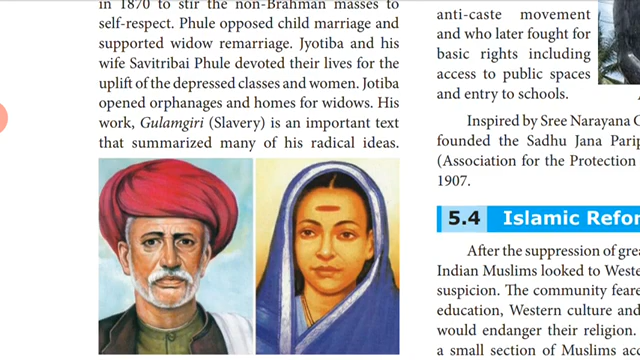 in 1870 to stir the non-Brahman masses to
self-respect. Phule opposed child marriage and
supported widow remarriage. Jyotiba and his
wife Savitribai Phule devoted their lives for the
uplift of the depressed classes and women. Jotiba
opened orphanages and homes for widows. His
work, Gulamgiri (Slavery) is an important text
that summarized many of his radical ideas.
anti-caste movement
and who later fought for
basic rights including
access to public spaces
and entry to schools.
Inspired by Sree Narayana
founded the Sadhu Jana
(Association for the Protection
1907.
5.4 Islamic
After the suppression of
Indian Muslims looked to
suspicion. The community
education, Western culture and
would endanger their religion.
a small section of Muslims